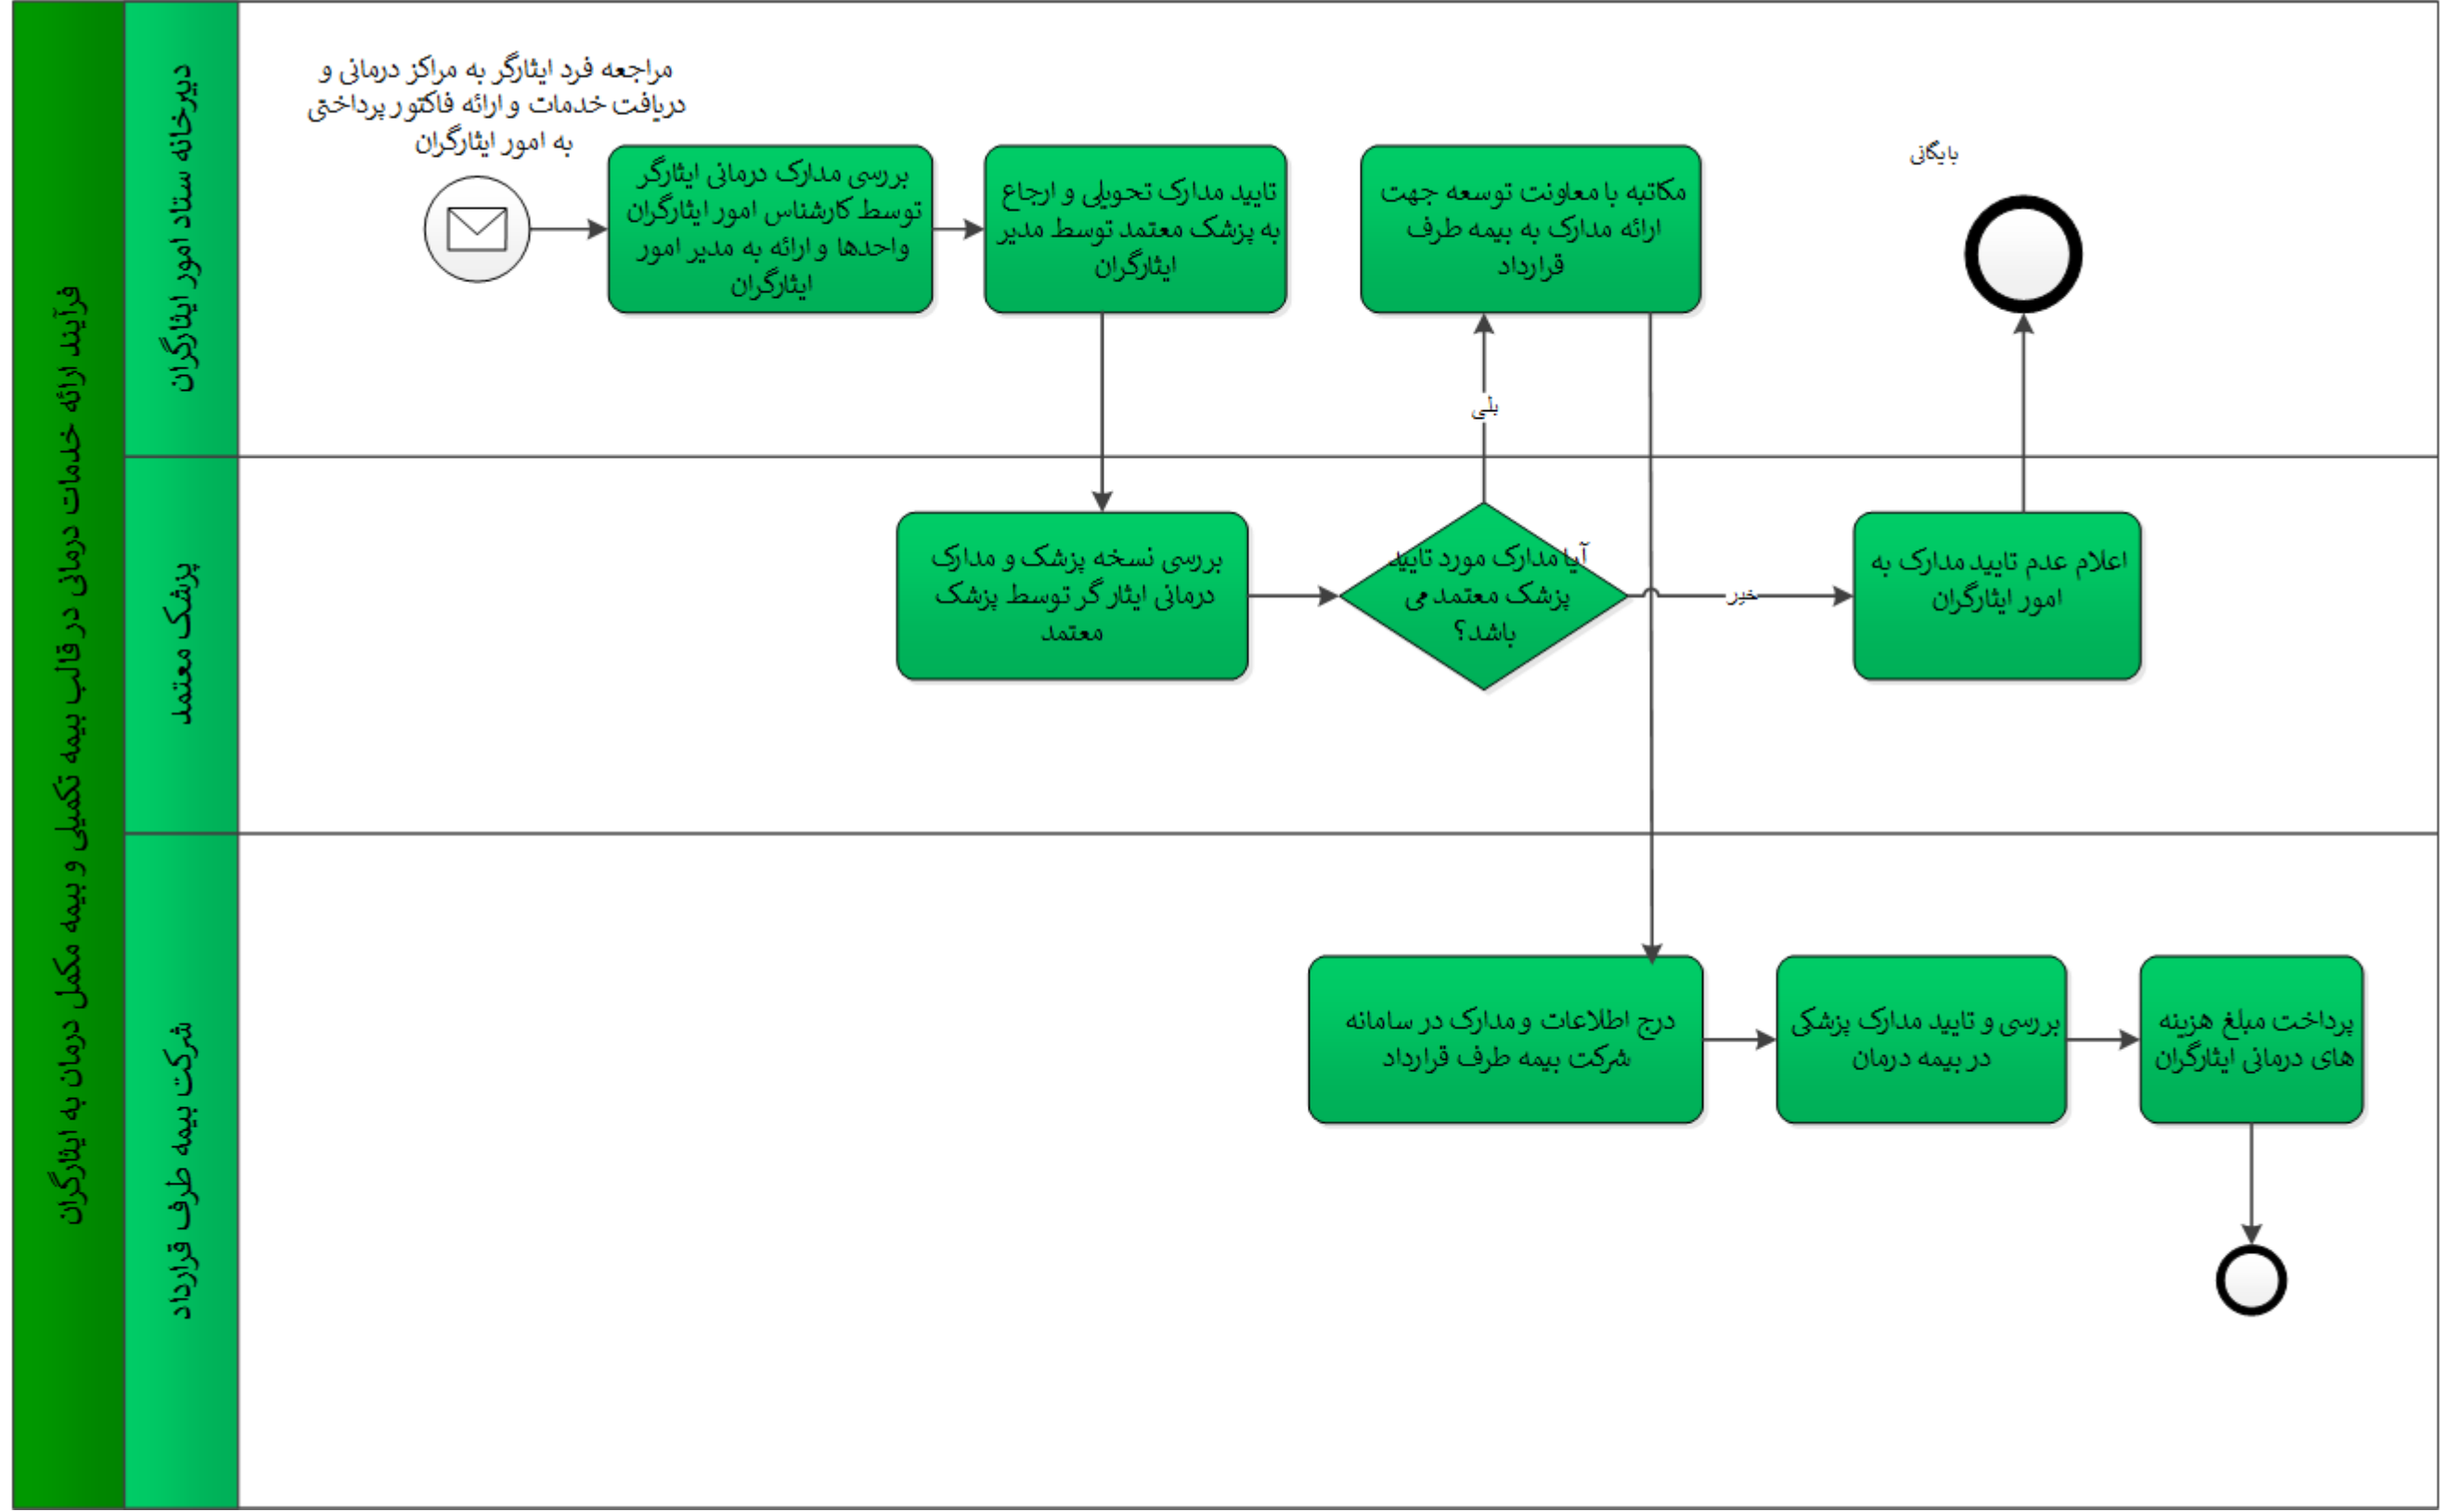 فرآیند ارائه خدمات درمانی در قالب بیمه تکمیلی و بیمه مکمل درمان به ایثارگران
دبیرخانه ستاد امور ایثارگران
مراجعه فرد ایثارگر به مراکز درمانی و
دریافت خدمات و ارائه فاکتور پرداختی
به امور ایثارگران
بررسی مدارک درمانی ایثارگر
توسط کارشناس امور ایثارگران
واحدها و ارائه به مدیر امور
ایثارگران
تایید مدارک تحویلی و ارجاع
به پزشک معتمد توسط مدیر
ایثارگران
مکاتبه با معاونت توسعه جهت
ارائه مدارک به بیمه طرف
قرارداد
بایگانی
بلی
پزشک معتمد
بررسی نسخه پزشک و مدارک
درمانی ایثار گر توسط پزشک
معتمد
آیا مدارک مورد تایید
پزشک معتمد می
باشد؟
خیر
اعلام عدم تایید مدارک به
امور ایثارگران
شرکت بیمه طرف قرارداد
درج اطلاعات و مدارک در سامانه
شرکت بیمه طرف قرارداد
بررسی و تایید مدارک پزشکی
در بیمه درمان
پرداخت مبلغ هزینه
های درمانی ایثارگران